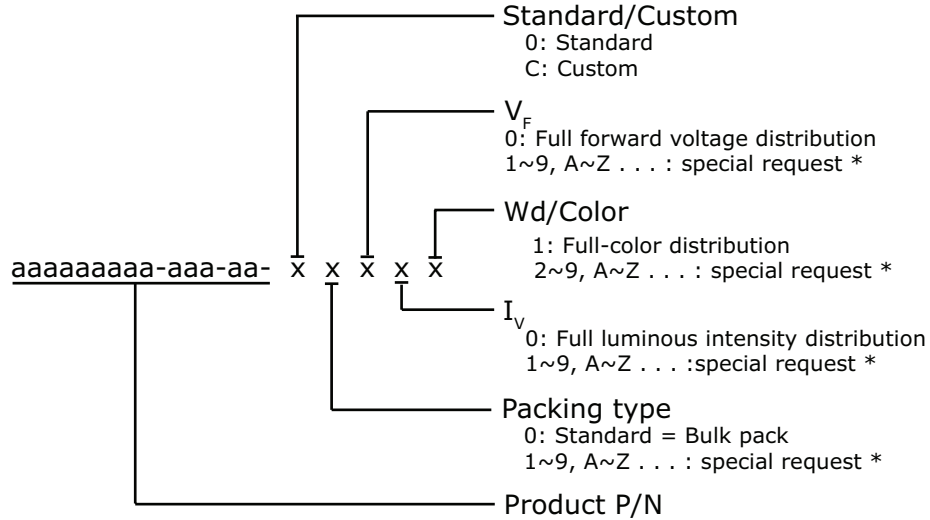 Standard/Custom
0: Standard
C: Custom
VF
0: Full forward voltage distribution
1~9, A~Z . . . : special request *
Wd/Color
1: Full-color distribution
2~9, A~Z . . . : special request *
aaaaaaaaa-aaa-aa- x x x x x
IV
0: Full luminous intensity distribution
1~9, A~Z . . . :special request *
Packing type
0: Standard = Bulk pack
1~9, A~Z . . . : special request *
Product P/N